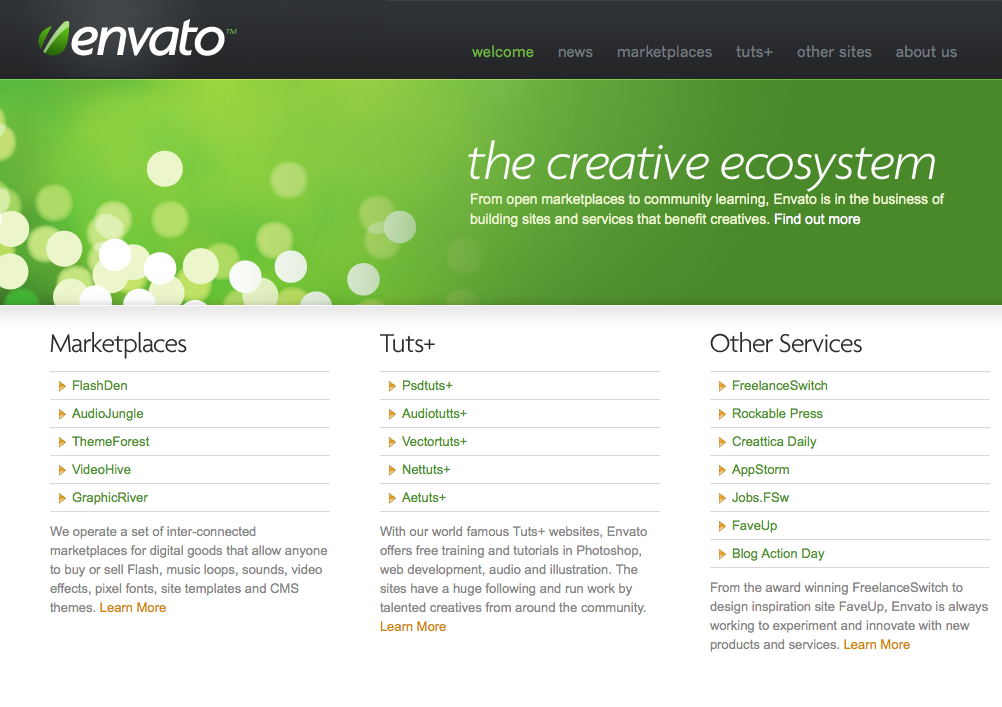 envato™
welcome news marketplaces tuts+ other sites about us
the creative ecosystem
From open marketplaces to community learning, Envato is in the business of
building sites and services that benefit creatives. Find out more
Marketplaces
FlashDen
AudioJungle
ThemeForest
VideoHive
GraphicRiver
We operate a set of inter-connected
marketplaces for digital goods that allow anyone
to buy or sell Flash, music loops, sounds, video
effects, pixel fonts, site templates and CMS
themes. Learn More
Tuts+
Psdtuts+
Audiotutts+
Vectortuts+
Nettuts+
Aetuts+
With our world famous Tuts+ websites, Envato
offers free training and tutorials in Photoshop,
web development, audio and illustration. The
sites have a huge following and run work by
talented creatives from around the community.
Learn More
Other Services
FreelanceSwitch
Rockable Press
Creattica Daily
AppStorm
Jobs.FSw
FaveUp
Blog Action Day
From the award winning FreelanceSwitch to
design inspiration site FaveUp, Envato is always
working to experiment and innovate with new
products and services. Learn More